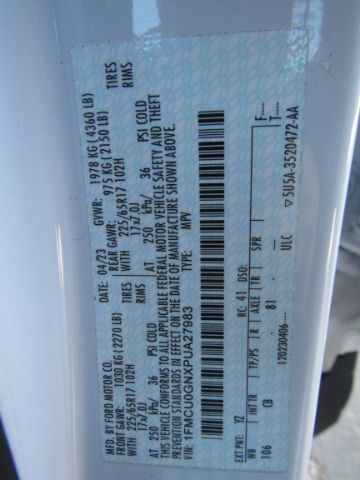 MFD. BY FORD MOTOR CO.
DATE: 04/23 GVWR: 1978 KG (4360 LB)
FRONT GAWR: 1030 KG (2270 LB) REAR GAWR: 975 KG (2150 LB)
WITH 225/65R17 102H TIRES WITH 225/65R17 102H TIRES
17x7.0J RIMS 17x7.0J RIMS
AT 250 kPa/ 36 PSI COLD AT 250 kPa/ 36 PSI COLD
THIS VEHICLE CONFORMS TO ALL APPLICABLE FEDERAL MOTOR VEHICLE SAFETY AND THEFT
PREVENTION STANDARDS IN EFFECT ON THE DATE OF MANUFACTURE SHOWN ABOVE.
VIN: 1FMCU0GNXPUA27983 TYPE: MPV
F----
T----
EXT PNT: YZ RC: 41 DSO:
WB INT TR TP/PS R AXLE TR SPR
106 CB 81 ULC
120230406----- ▽5U5A-3520472-AA